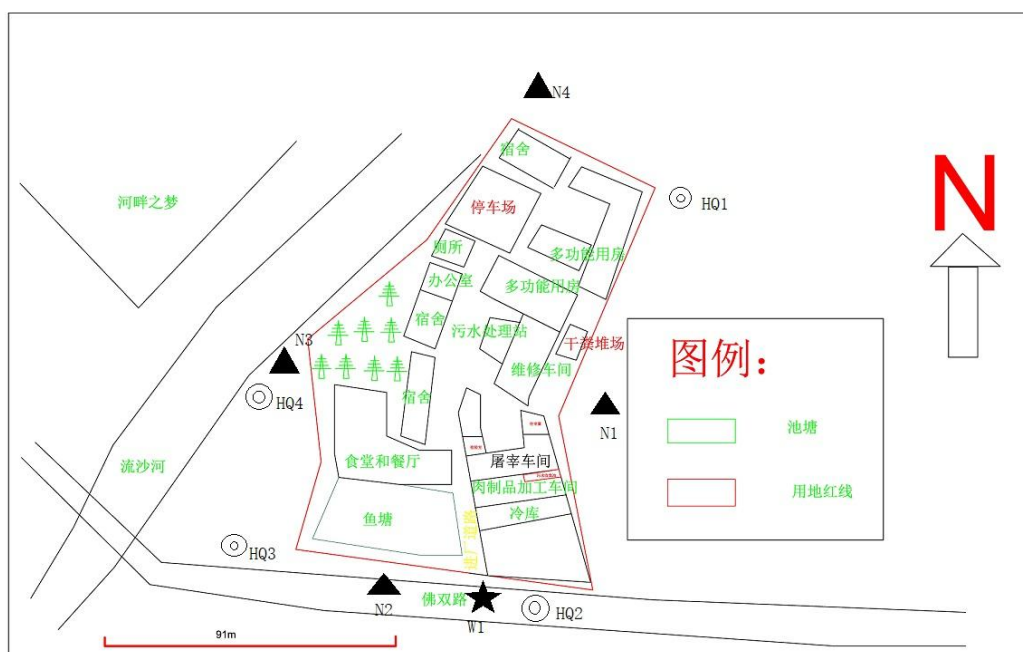 N4
宿舍
停车场
HQ1
N
河畔之梦
厕所
多功能用房
办公室
多功能用房
宿舍
污水处理站
干粪堆场
图例：
N3
维修车间
HQ4
宿舍
N1
池塘
流沙河
食堂和餐厅
屠宰车间
肉制品加工车间
用地红线
鱼塘
冷库
进厂道路
HQ3
N2
佛双路
W1
HQ2
91m